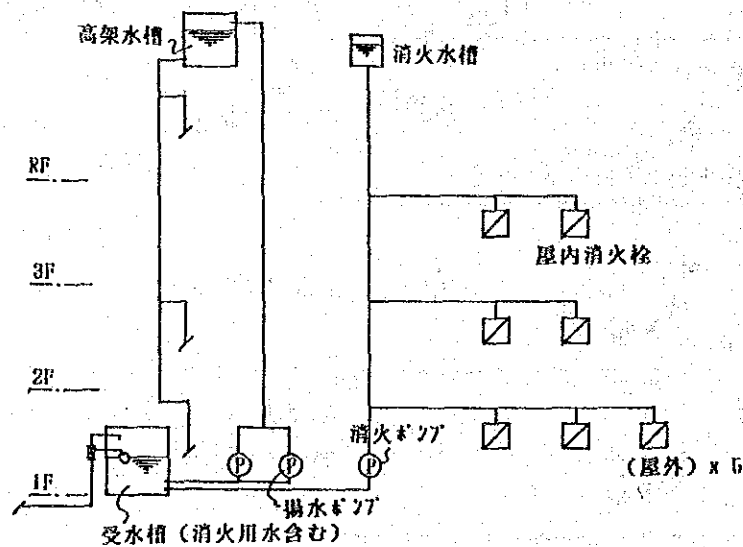 高架水槽
消火水槽
RF
屋内消火栓
3F
2F
消火ポンプ
P
P
P
(屋外) x 5
1F
揚水ポンプ
受水槽(消火用水含む)